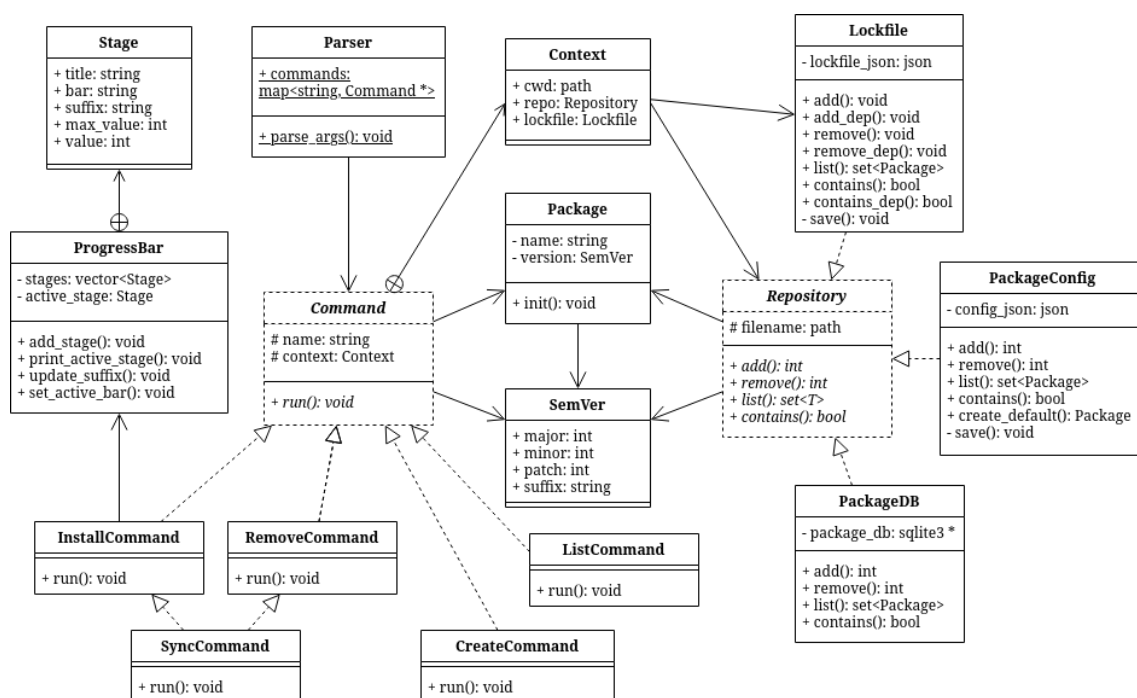 Stage
+ title: string
+ bar: string
+ suffix: string
+ max_value: int
+ value: int
Parser
+ commands:
map<string, Command *>
+ parse_args(): void
Context
+ cwd: path
+ repo: Repository
+ lockfile: Lockfile
Lockfile
- lockfile_json: json
+ add(): void
+ add_dep(): void
+ remove(): void
+ remove_dep(): void
+ list(): set<Package>
+ contains(): bool
+ contains_dep(): bool
- save(): void
ProgressBar
- stages: vector<Stage>
- active_stage: Stage
+ add_stage(): void
+ print_active_stage(): void
+ update_suffix(): void
+ set_active_bar(): void
Command
# name: string
# context: Context
+ run(): void
Package
- name: string
- version: SemVer
+ init(): void
Repository
# filename: path
+ add(): int
+ remove(): int
+ list(): set<T>
+ contains(): bool
PackageConfig
- config_json: json
+ add(): int
+ remove(): int
+ list(): set<Package>
+ contains(): bool
+ create_default(): Package
- save(): void
SemVer
+ major: int
+ minor: int
+ patch: int
+ suffix: string
PackageDB
- package_db: sqlite3 *
+ add(): int
+ remove(): int
+ list(): set<Package>
+ contains(): bool
InstallCommand
+ run(): void
RemoveCommand
+ run(): void
ListCommand
+ run(): void
SyncCommand
+ run(): void
CreateCommand
+ run(): void